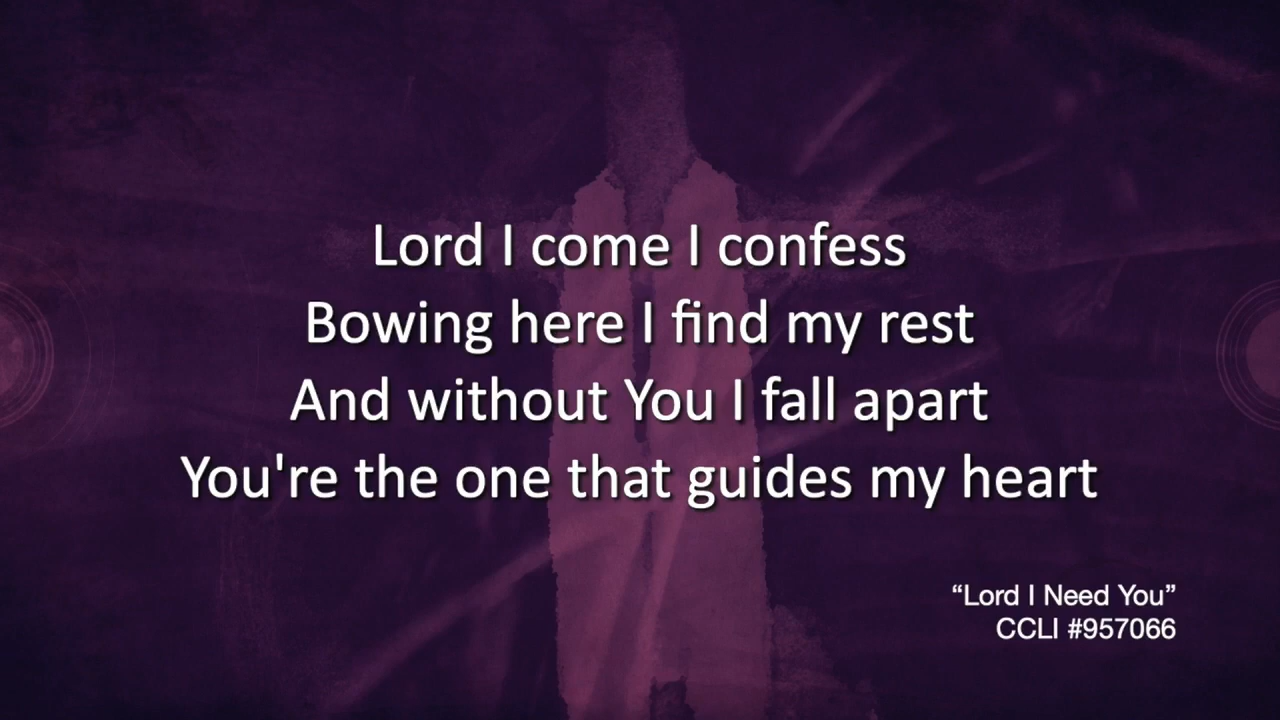 Lord I come I confess
Bowing here I find my rest
And without You I fall apart
You're the one that guides my heart
“Lord I Need You”
CCLI #957066